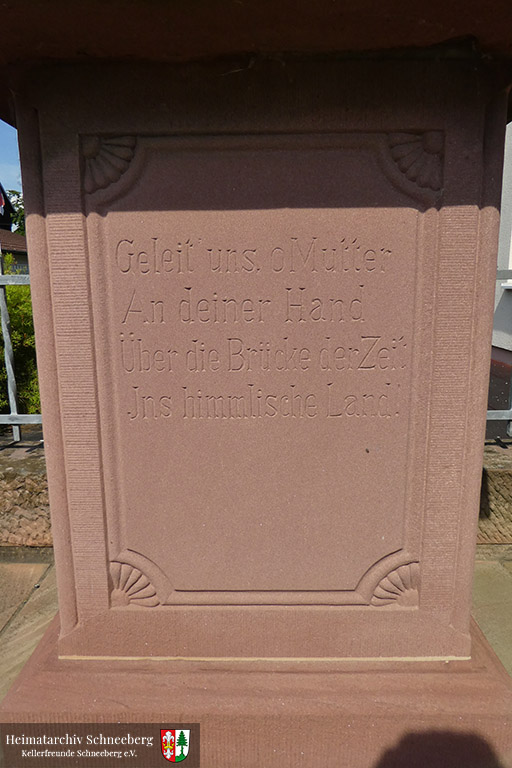 Geleit' uns, o Mutter
An deiner Hand
Über die Brücke der Zeit
Jns himmlische Land!
Heimatarchiv Schneeberg
Kellerfreunde Schneeberg e.V.